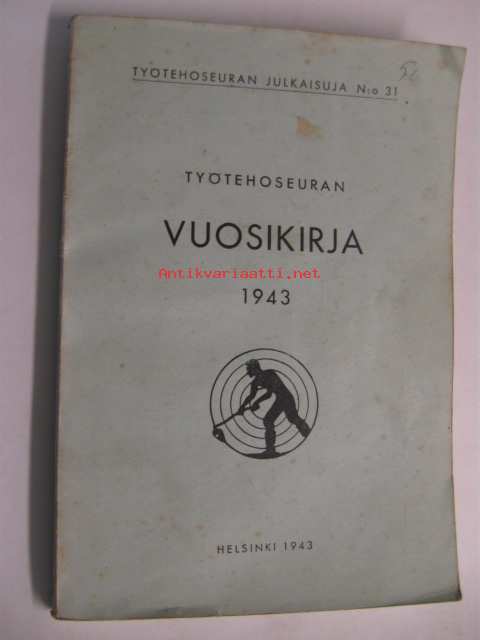 TYÖTEHOSEURAN JULKAISUJA N:o 31
TYÖTEHOSEURAN
VUOSIKIRJA
Antikvariaatti.net
1943
HELSINKI 1943